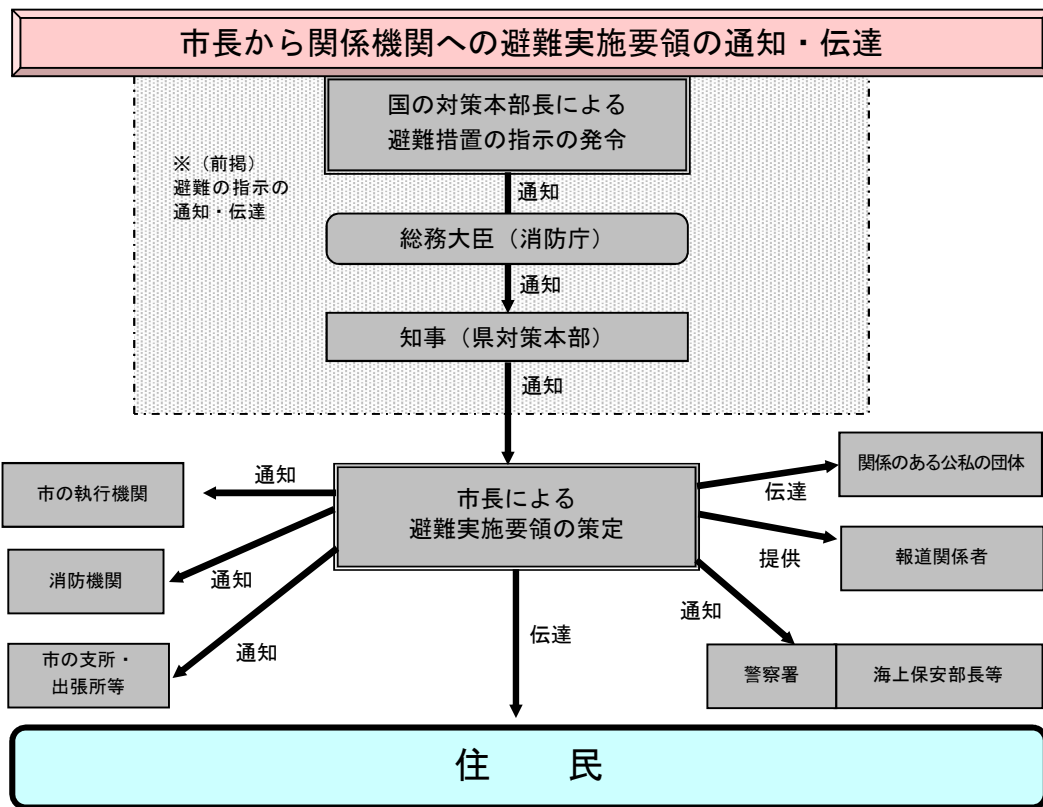 市長から関係機関への避難実施要領の通知・伝達
国の対策本部長による
避難措置の指示の発令
※（前掲）
避難の指示の
通知・伝達
通知
総務大臣（消防庁）
通知
知事（県対策本部）
通知
市長による
避難実施要領の策定
市の執行機関
通知
消防機関
通知
市の支所・
出張所等
通知
関係のある公私の団体
伝達
報道関係者
提供
通知
警察署
海上保安部長等
伝達
住　民